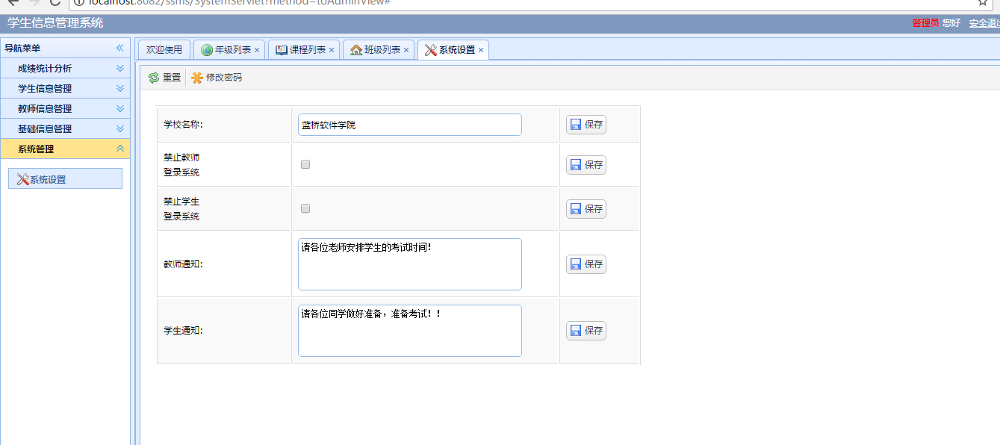 localhost:8082/ssms/SystemServlet?method=toAdminView#
学生信息管理系统
管理员 您好 安全退出
导航菜单
成绩统计分析
学生信息管理
教师信息管理
基础信息管理
系统管理
系统设置
欢迎使用 年级列表 课程列表 班级列表 系统设置
重置 修改密码
学校名称: 蓝桥软件学院 保存
禁止教师
登录系统
保存
禁止学生
登录系统
保存
教师通知: 请各位老师安排学生的考试时间! 保存
学生通知: 请各位同学做好准备，准备考试！！ 保存